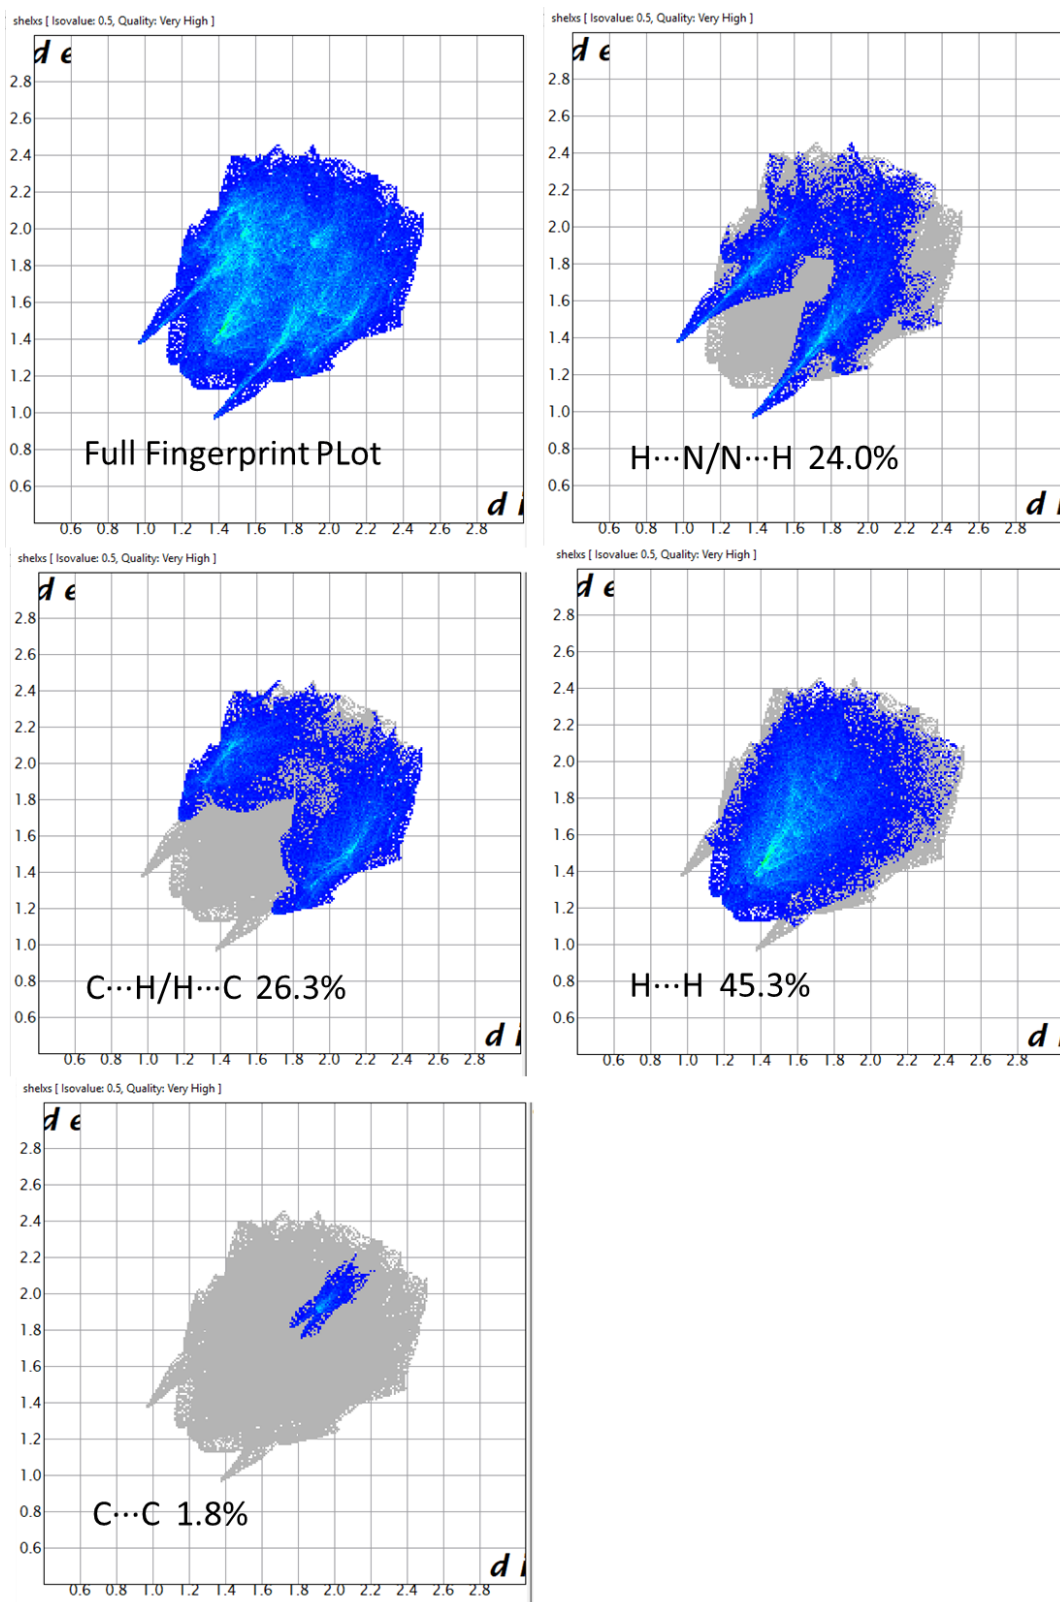 shelxs [ Isovalue: 0.5, Quality: Very High ]
d e
2.8
2.6
2.4
2.2
2.0
1.8
1.6
1.4
1.2
1.0
0.8
0.6
Full Fingerprint PLot
d i
0.6 0.8 1.0 1.2 1.4 1.6 1.8 2.0 2.2 2.4 2.6 2.8
shelxs [ Isovalue: 0.5, Quality: Very High ]
d e
2.8
2.6
2.4
2.2
2.0
1.8
1.6
1.4
1.2
1.0
0.8
0.6
H···N/N···H 24.0%
d i
0.6 0.8 1.0 1.2 1.4 1.6 1.8 2.0 2.2 2.4 2.6 2.8
shelxs [ Isovalue: 0.5, Quality: Very High ]
d e
2.8
2.6
2.4
2.2
2.0
1.8
1.6
1.4
1.2
1.0
0.8
0.6
C···H/H···C 26.3%
d i
0.6 0.8 1.0 1.2 1.4 1.6 1.8 2.0 2.2 2.4 2.6 2.8
shelxs [ Isovalue: 0.5, Quality: Very High ]
d e
2.8
2.6
2.4
2.2
2.0
1.8
1.6
1.4
1.2
1.0
0.8
0.6
H···H 45.3%
d i
0.6 0.8 1.0 1.2 1.4 1.6 1.8 2.0 2.2 2.4 2.6 2.8
shelxs [ Isovalue: 0.5, Quality: Very High ]
d e
2.8
2.6
2.4
2.2
2.0
1.8
1.6
1.4
1.2
1.0
0.8
0.6
C···C 1.8%
d i
0.6 0.8 1.0 1.2 1.4 1.6 1.8 2.0 2.2 2.4 2.6 2.8